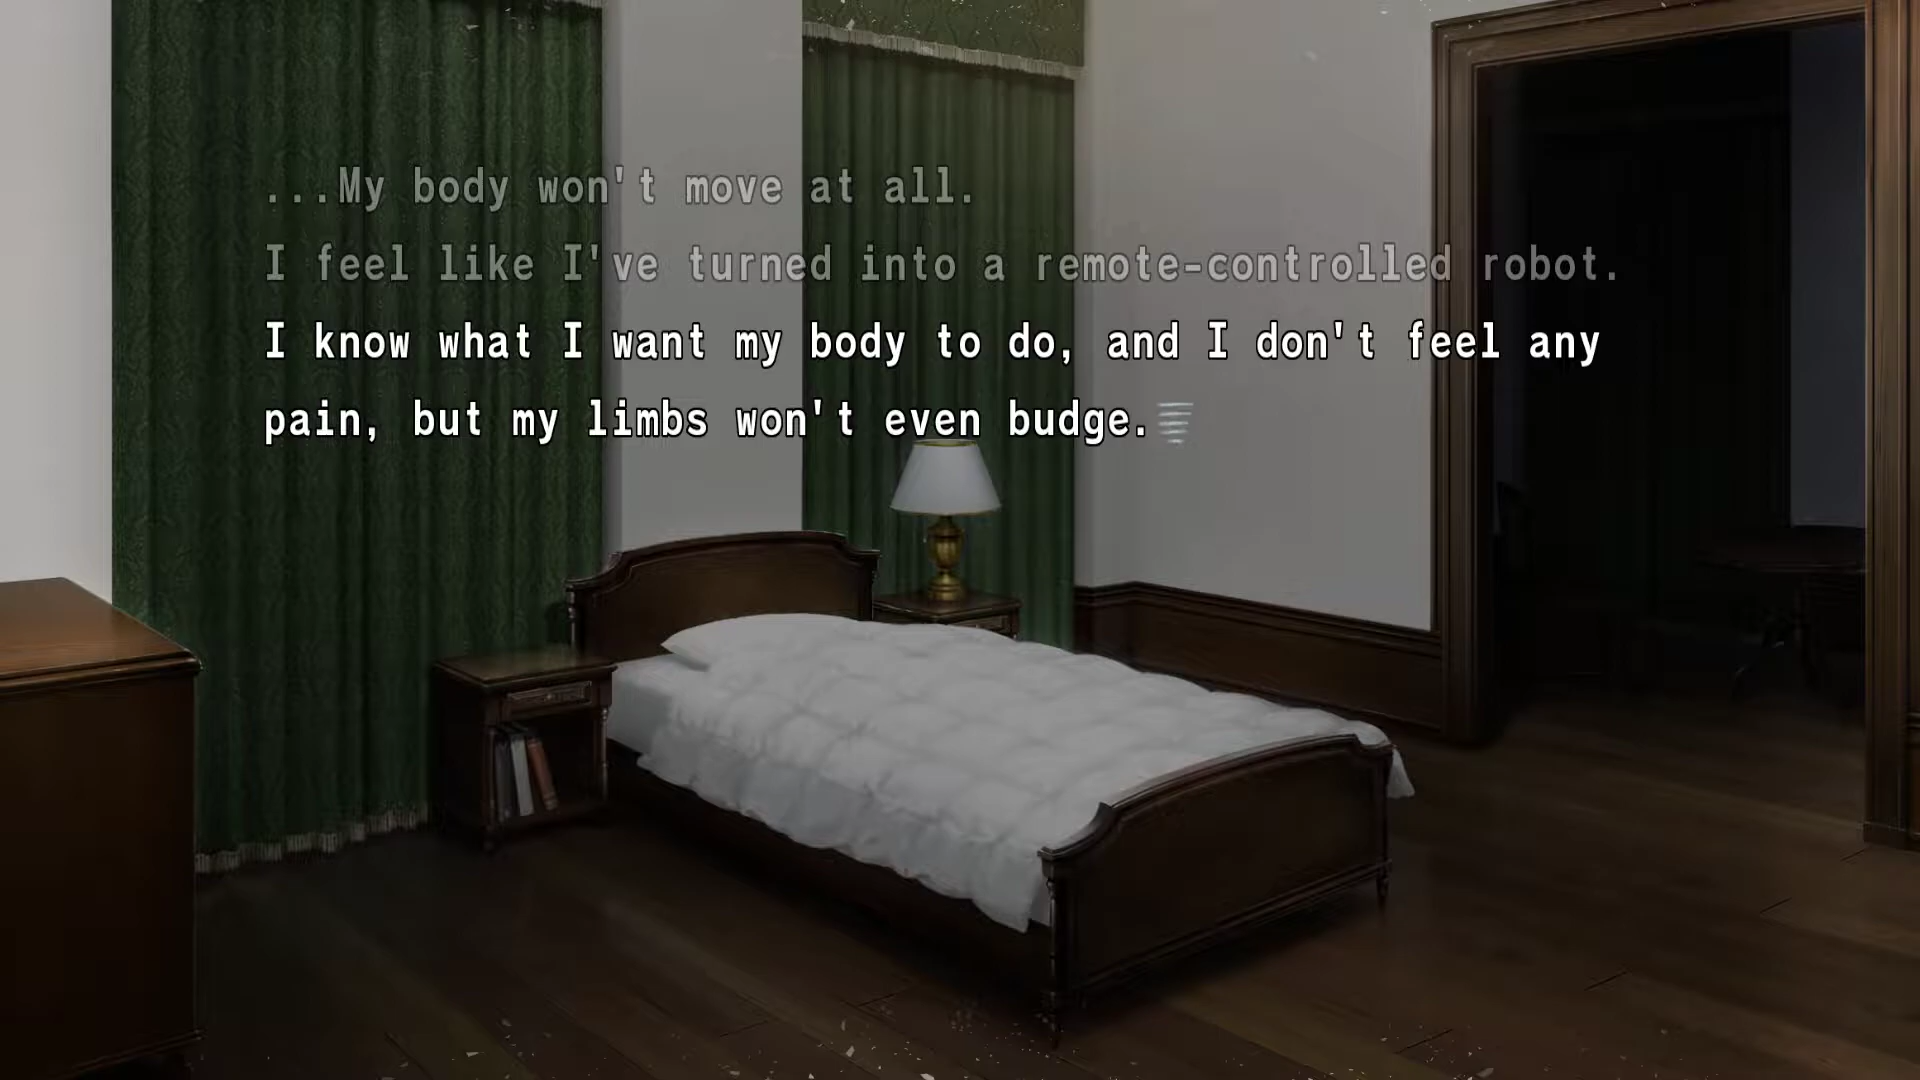 ...My body won't move at all.
I feel like I've turned into a remote-controlled robot.
I know what I want my body to do, and I don't feel any
pain, but my limbs won't even budge.